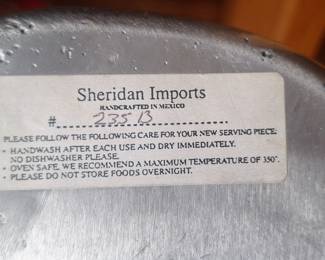 Sheridan Imports
HANDCRAFTED IN MEXICO
# 235 B
PLEASE FOLLOW THE FOLLOWING CARE FOR YOUR NEW SERVING PIECE:
• HANDWASH AFTER EACH USE AND DRY IMMEDIATELY.
NO DISHWASHER PLEASE.
• OVEN SAFE. WE RECOMMEND A MAXIMUM TEMPERATURE OF 350°.
• PLEASE DO NOT STORE FOODS OVERNIGHT.